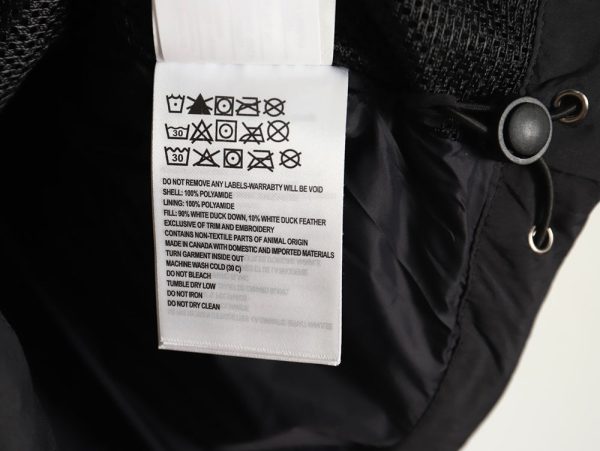 30
30
DO NOT REMOVE ANY LABELS-WARRABTY WILL BE VOID
SHELL: 100% POLYAMIDE
LINING: 100% POLYAMIDE
FILL: 90% WHITE DUCK DOWN, 10% WHITE DUCK FEATHER
EXCLUSIVE OF TRIM AND EMBROIDERY
CONTAINS NON-TEXTILE PARTS OF ANIMAL ORIGIN
MADE IN CANADA WITH DOMESTIC AND IMPORTED MATERIALS
TURN GARMENT INSIDE OUT
MACHINE WASH COLD (30 C)
DO NOT BLEACH
TUMBLE DRY LOW
DO NOT IRON
DO NOT DRY CLEAN